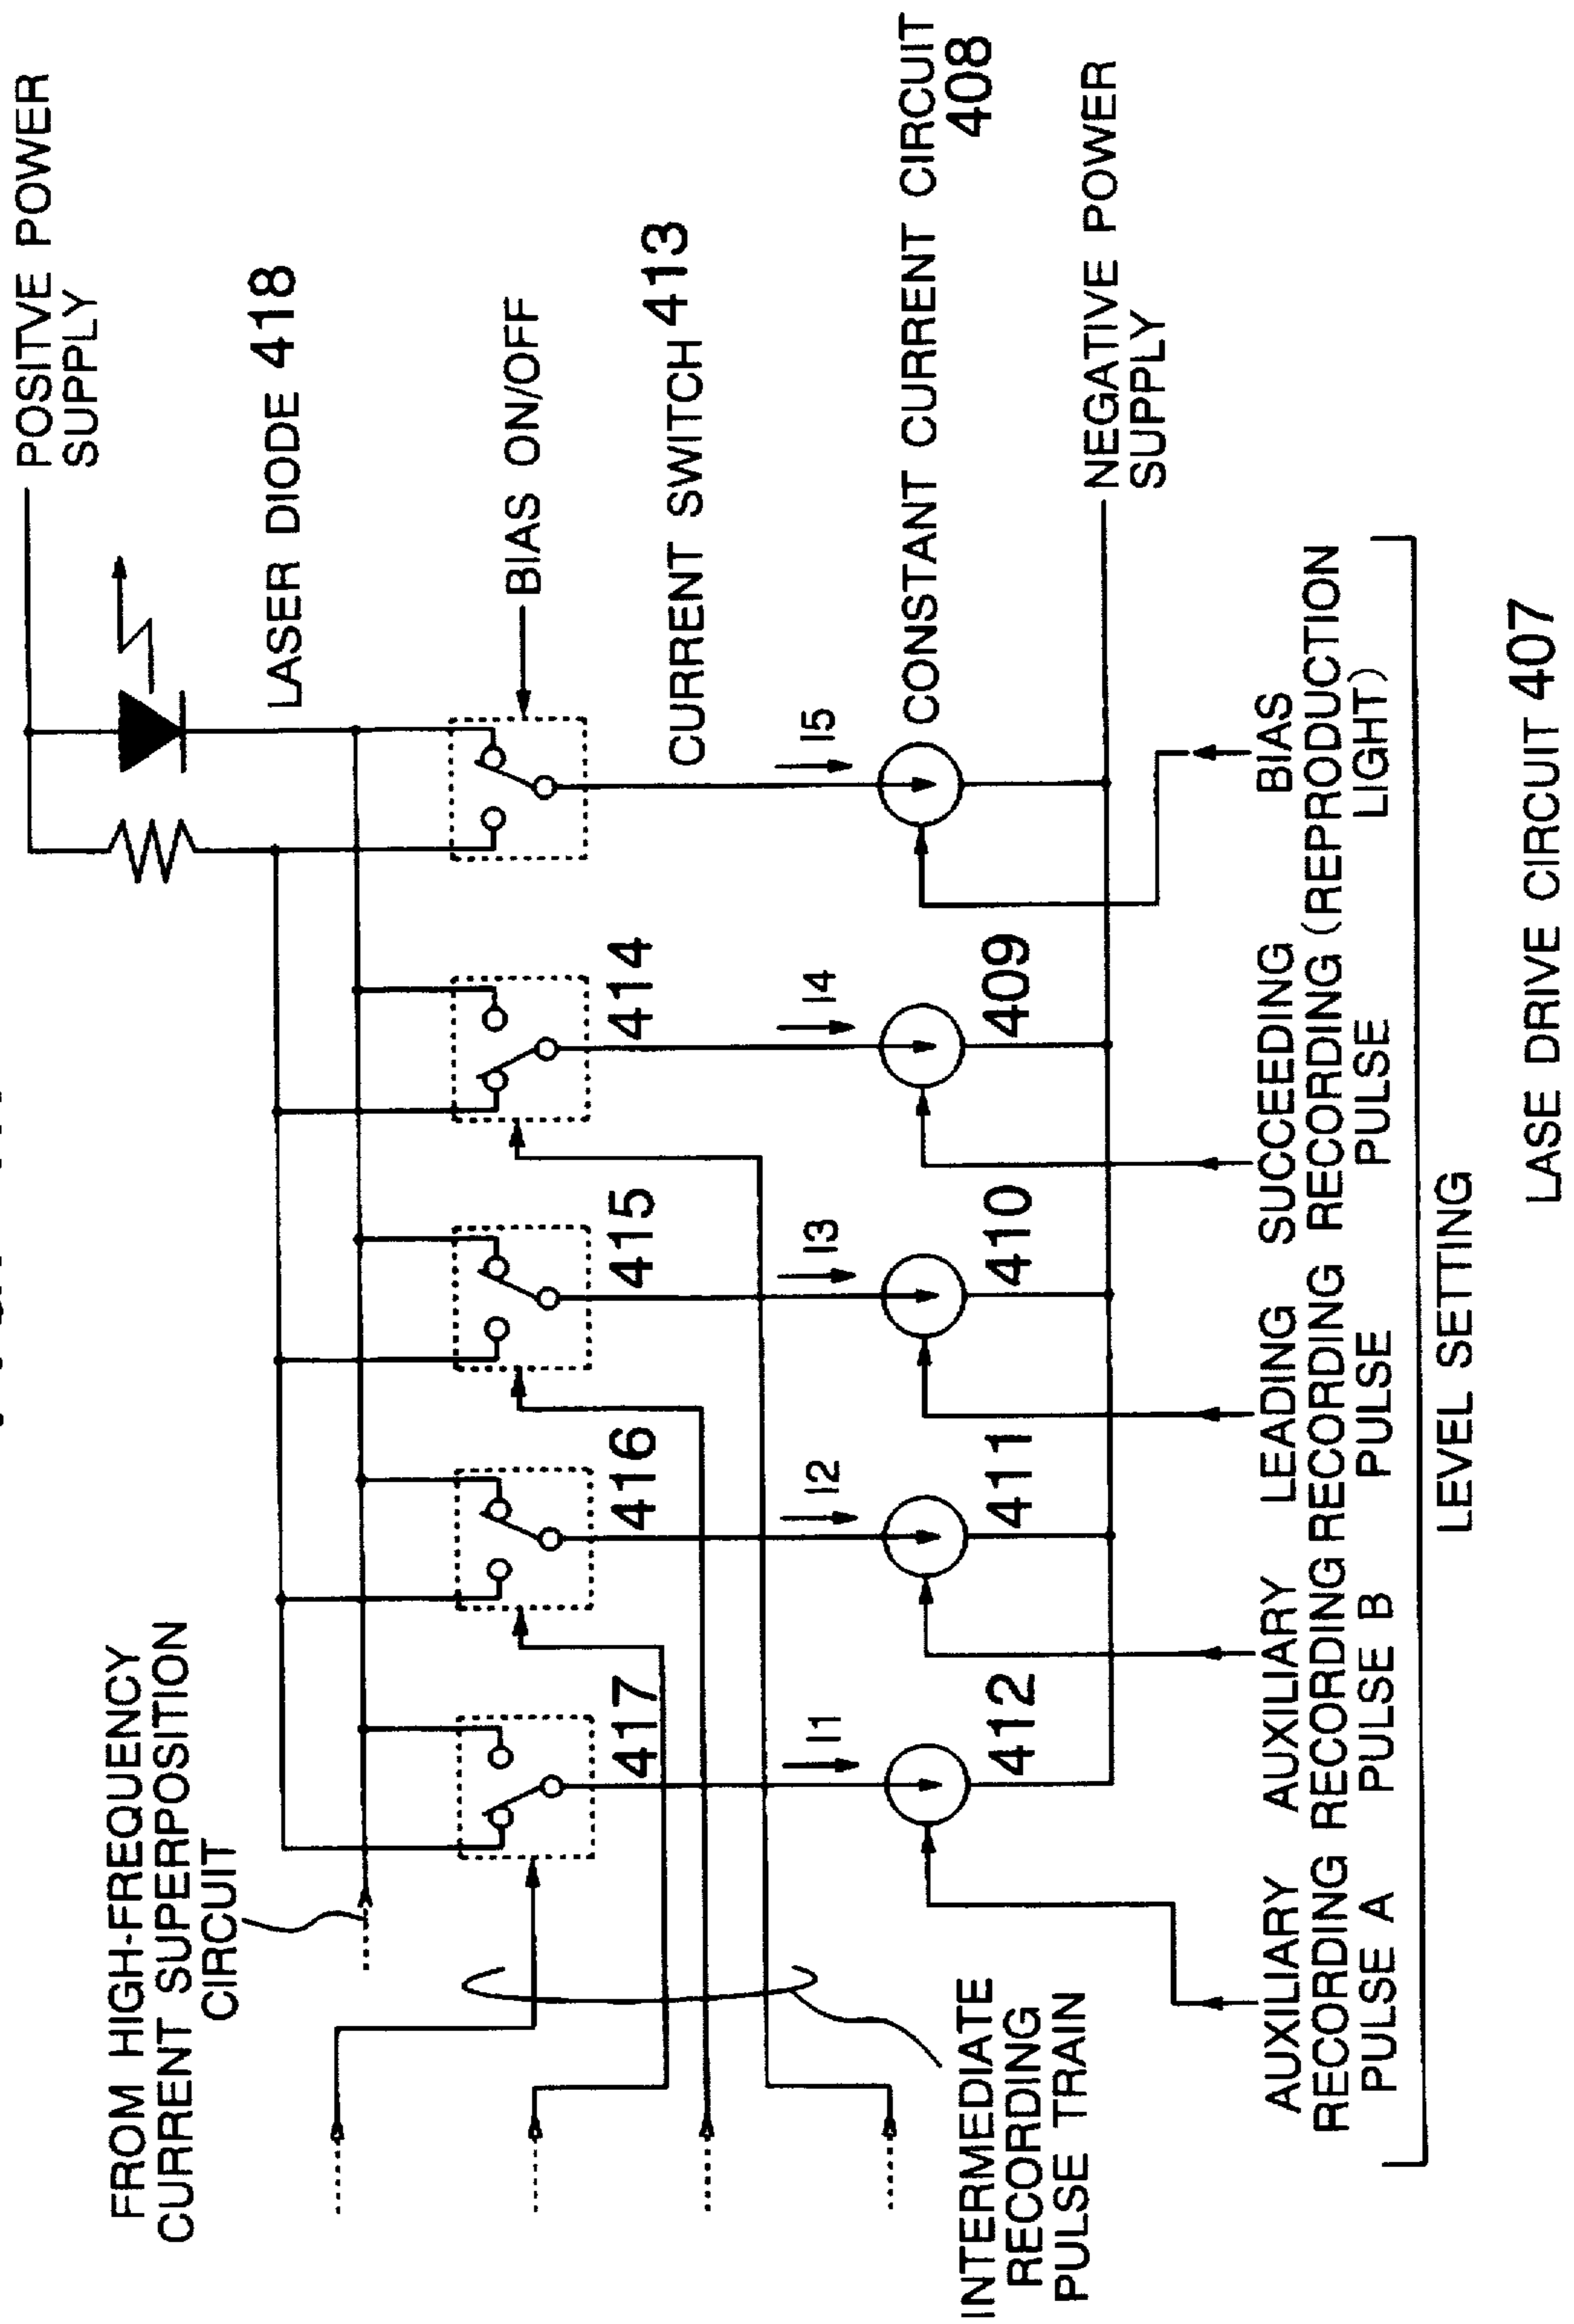 POSITVE POWER
SUPPLY
LASER DIODE 418
BIAS ON/OFF
CURRENT SWITCH 413
CONSTANT CURRENT CIRCUIT
408
NEGATIVE POWER
SUPPLY
FROM HIGH-FREQUENCY
CURRENT SUPERPOSITION
CIRCUIT
417
416
415
414
I1
I2
I3
I4
I5
412
411
410
409
INTERMEDIATE
RECORDING
PULSE TRAIN
AUXILIARY
RECORDING
PULSE A
AUXILIARY
RECORDING
PULSE B
LEADING
RECORDING
PULSE
SUCCEEDING
RECORDING
PULSE
BIAS
(REPRODUCTION
LIGHT)
LEVEL SETTING
LASE DRIVE CIRCUIT 407